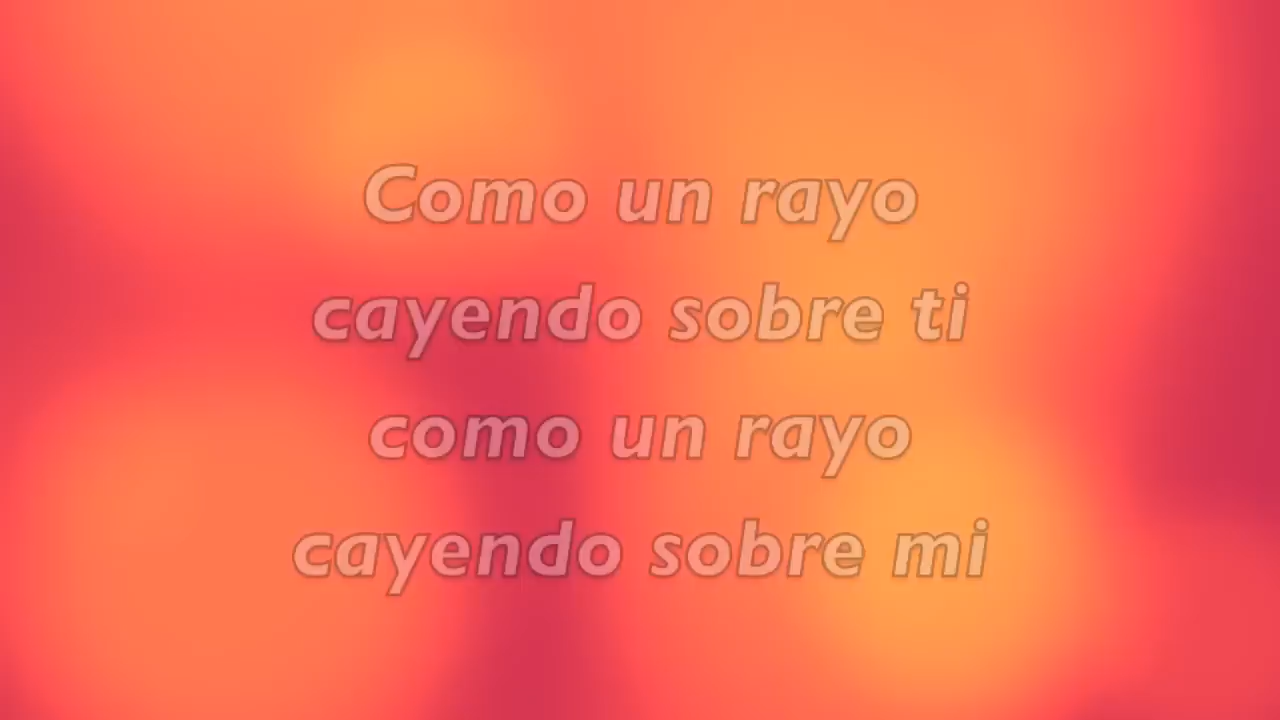 Como un rayo
cayendo sobre ti
como un rayo
cayendo sobre mi